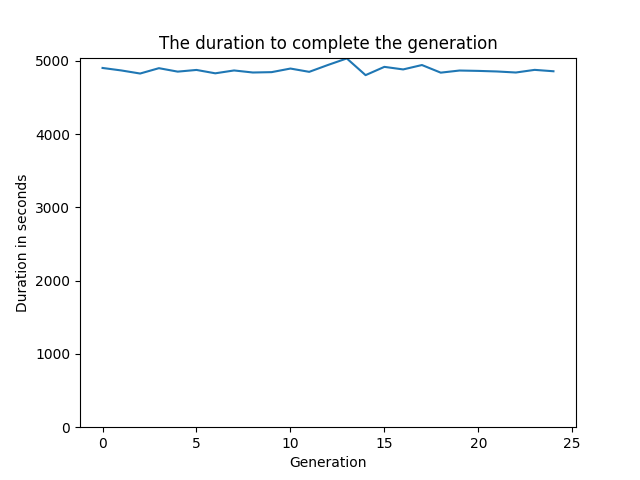 The duration to complete the generation
5000
4000
3000
2000
1000
0
Duration in seconds
0 5 10 15 20 25
Generation